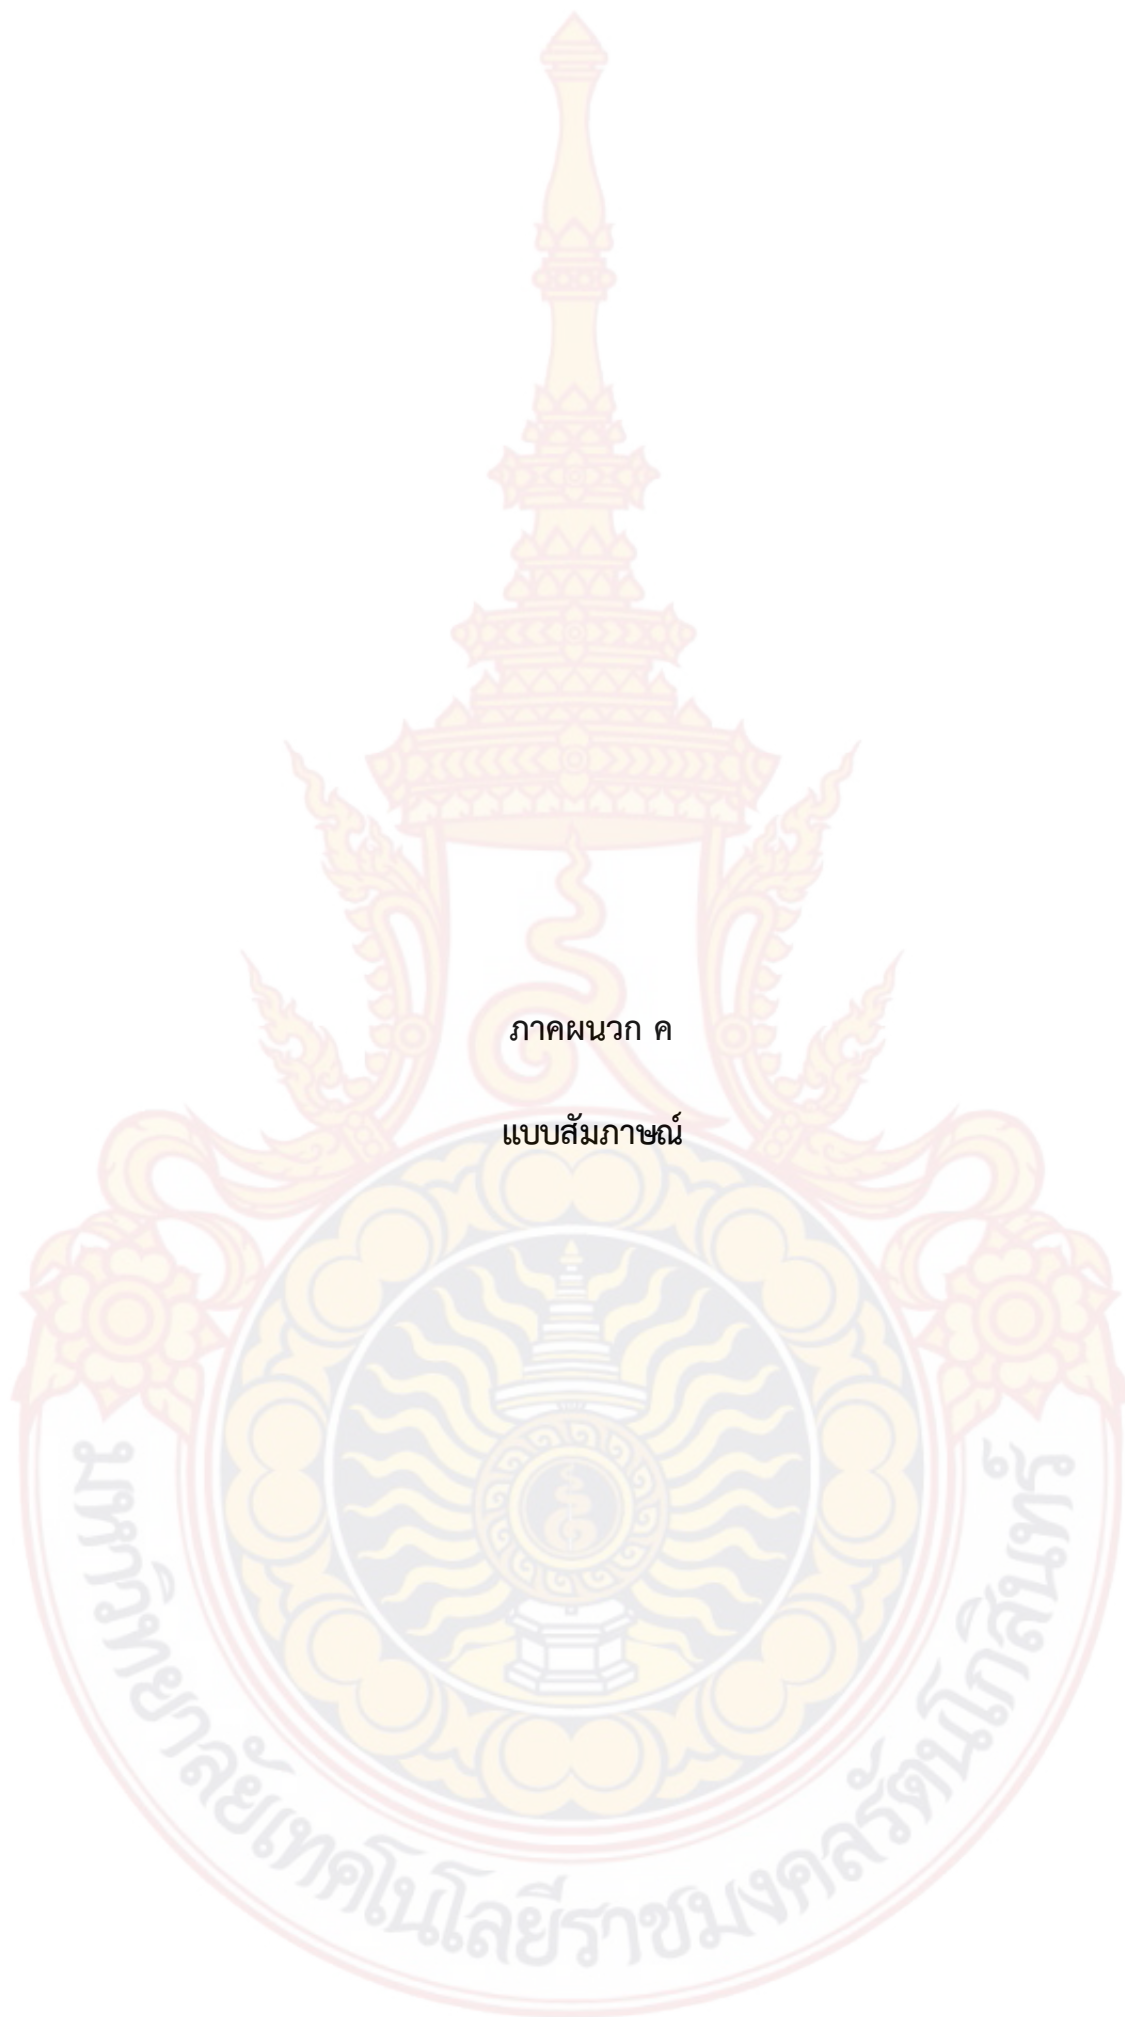 ภาคผนวก ค
แบบสัมภาษณ์
มหาวิทยาลัยเทคโนโลยีราชมงคลรัตนโกสินทร์